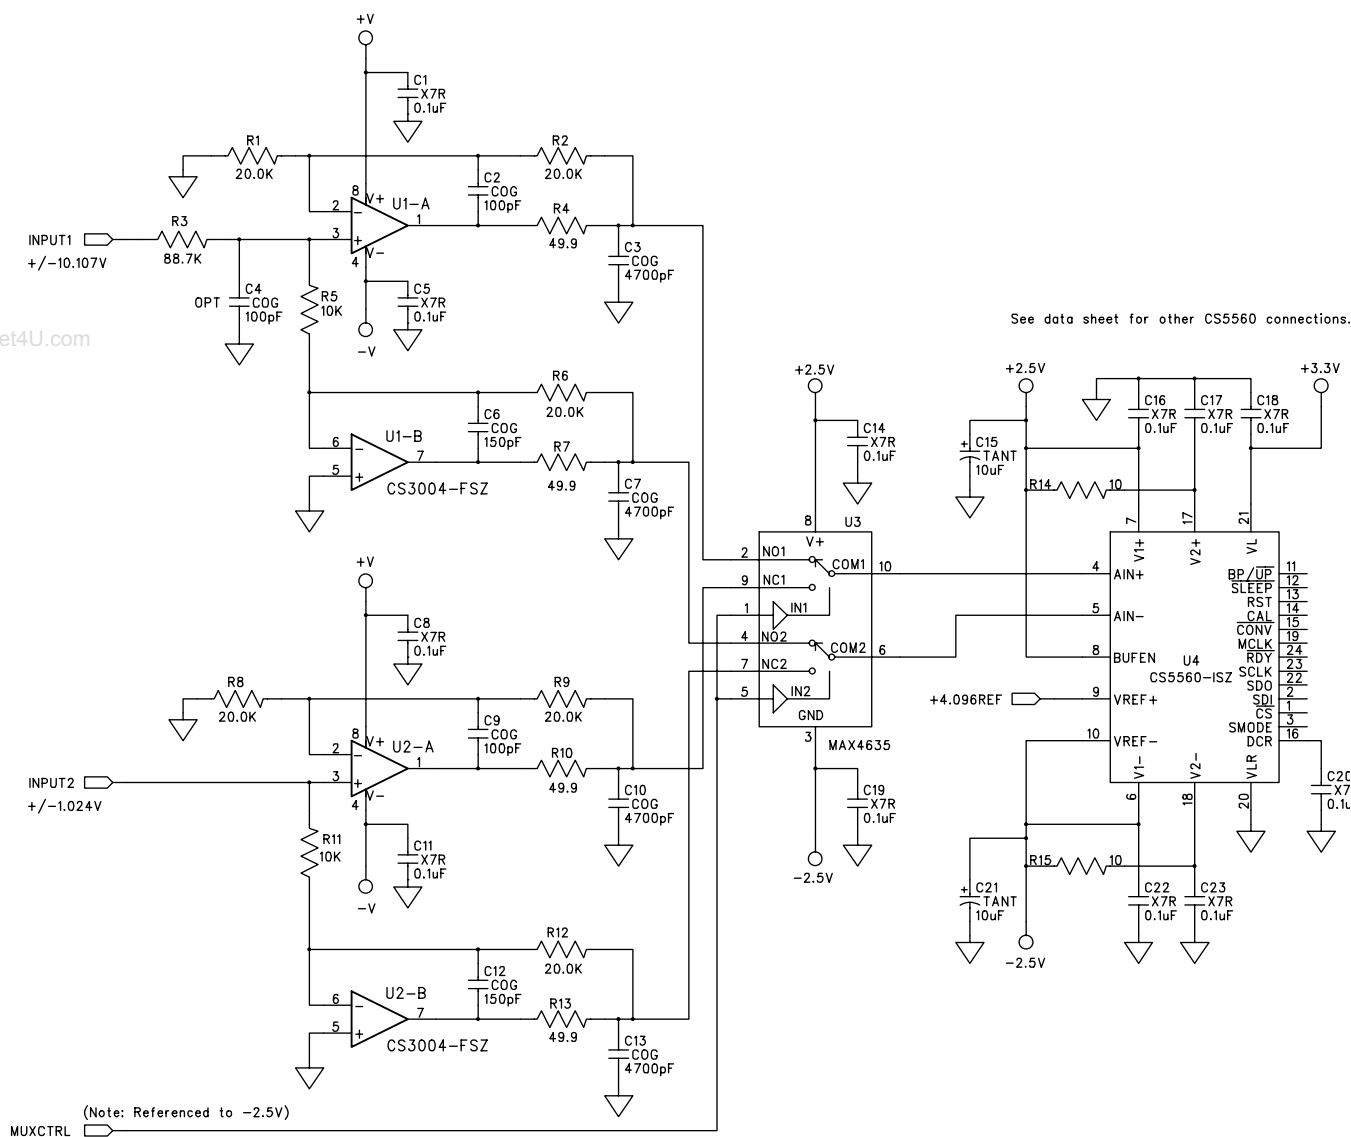 +V
C1
X7R
0.1uF
R1
20.0K
R2
20.0K
C2
COG
100pF
8
V+
U1-A
2
-
1
3
+
V-
4
R4
49.9
C3
COG
4700pF
INPUT1
+/-10.107V
R3
88.7K
OPT
C4
COG
100pF
R5
10K
C5
X7R
0.1uF
-V
et4U.com
See data sheet for other CS5560 connections.
R6
20.0K
C6
COG
150pF
U1-B
6
-
7
5
+
CS3004-FSZ
R7
49.9
C7
COG
4700pF
+2.5V
C14
X7R
0.1uF
8
U3
V+
2
NO1
COM1
10
9
NC1
1
IN1
4
NO2
COM2
6
7
NC2
5
IN2
GND
3
MAX4635
C19
X7R
0.1uF
-2.5V
+2.5V
+3.3V
C16
X7R
0.1uF
C17
X7R
0.1uF
C18
X7R
0.1uF
+
C15
TANT
10uF
R14
10
7
17
21
V1+
V2+
VL
4
AIN+
5
AIN-
8
BUFEN
U4
CS5560-ISZ
+4.096REF
9
VREF+
10
VREF-
BP/UP
11
SLEEP
12
RST
13
CAL
14
CONV
15
MCLK
19
RDY
24
SCLK
23
SDO
22
SDI
2
CS
1
SMODE
3
DCR
16
V1-
V2-
VLR
6
18
20
C20
X7
0.1u
R15
10
+
C21
TANT
10uF
C22
X7R
0.1uF
C23
X7R
0.1uF
-2.5V
+V
C8
X7R
0.1uF
R8
20.0K
R9
20.0K
C9
COG
100pF
8
V+
U2-A
2
-
1
3
+
V-
4
R10
49.9
C10
COG
4700pF
INPUT2
+/-1.024V
R11
10K
C11
X7R
0.1uF
-V
R12
20.0K
C12
COG
150pF
U2-B
6
-
7
5
+
CS3004-FSZ
R13
49.9
C13
COG
4700pF
(Note: Referenced to -2.5V)
MUXCTRL